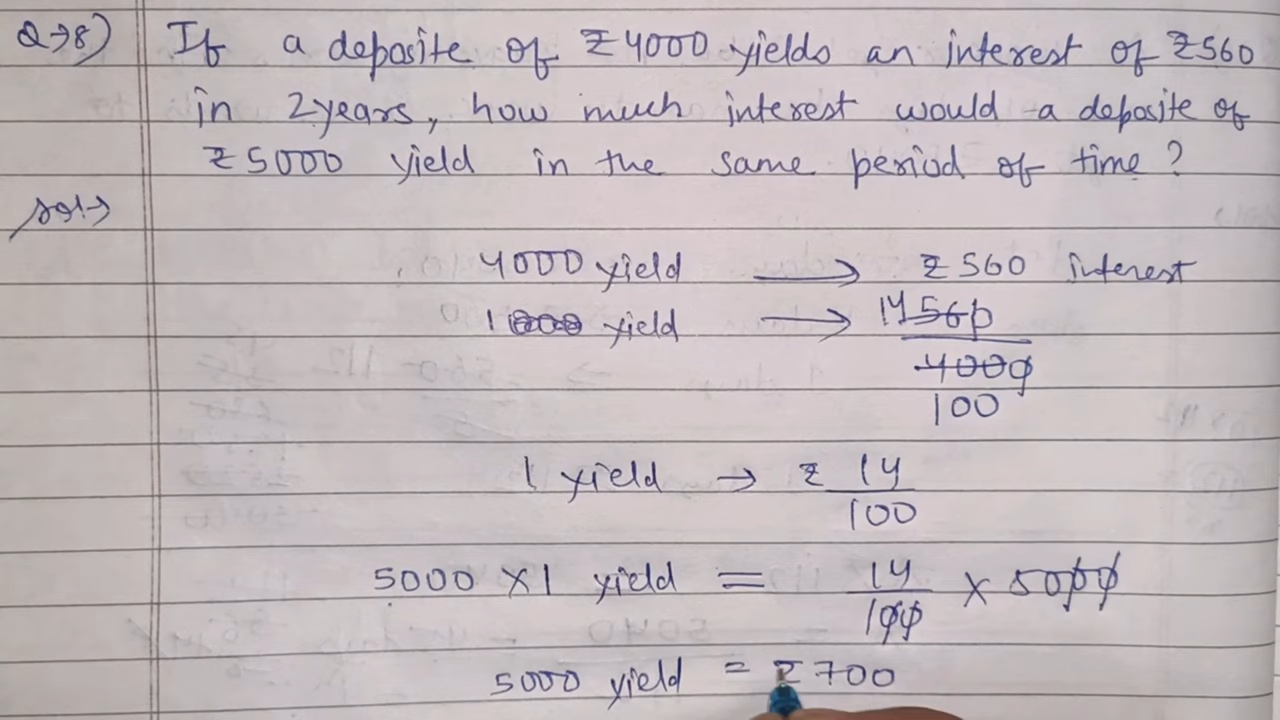 Q→8) If a deposite of ₹4000 yields an interest of ₹560
in 2years, how much interest would a deposite of
₹5000 yield in the same period of time ?
Sol→
4000 yield → ₹560 interest
1 yield → 14 560
4000
100
1 yield → ₹ 14
100
5000 × 1 yield = 14 × 5000
100
5000 yield = ₹700